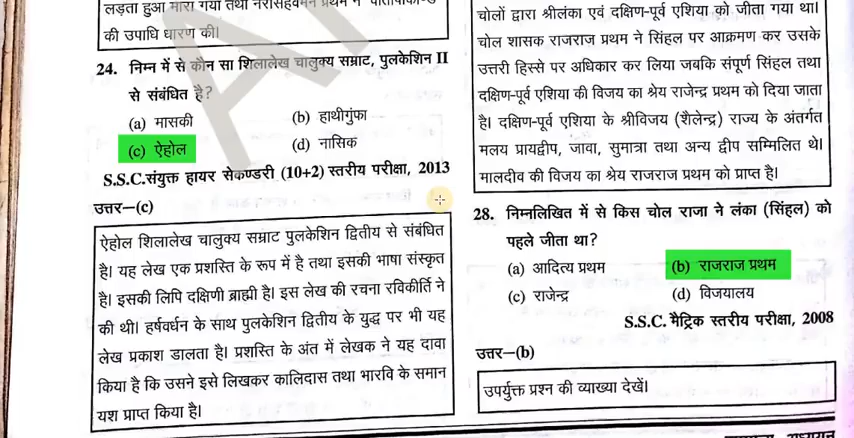 लड़ता हुआ मारा गया तथा नरसिंहवर्मन प्रथम ने
की उपाधि धारण की।
24. निम्न में से कौन सा शिलालेख चालुक्य सम्राट, पुलकेशिन II
से संबंधित है?
(a) मासकी (b) हाथीगुंफा
(c) ऐहोल (d) नासिक
S.S.C.संयुक्त हायर सेकण्डरी (10+2) स्तरीय परीक्षा, 2013
उत्तर—(c)
ऐहोल शिलालेख चालुक्य सम्राट पुलकेशिन द्वितीय से संबंधित
है। यह लेख एक प्रशस्ति के रूप में है तथा इसकी भाषा संस्कृत
है। इसकी लिपि दक्षिणी ब्राह्मी है। इस लेख की रचना रविकीर्ति ने
की थी। हर्षवर्धन के साथ पुलकेशिन द्वितीय के युद्ध पर भी यह
लेख प्रकाश डालता है। प्रशस्ति के अंत में लेखक ने यह दावा
किया है कि उसने इसे लिखकर कालिदास तथा भारवि के समान
यश प्राप्त किया है।
चोलों द्वारा श्रीलंका एवं दक्षिण-पूर्व एशिया को जीता गया था।
चोल शासक राजराज प्रथम ने सिंहल पर आक्रमण कर उसके
उत्तरी हिस्से पर अधिकार कर लिया जबकि संपूर्ण सिंहल तथा
दक्षिण-पूर्व एशिया की विजय का श्रेय राजेन्द्र प्रथम को दिया जाता
है। दक्षिण-पूर्व एशिया के श्रीविजय (शैलेन्द्र) राज्य के अंतर्गत
मलय प्रायद्वीप, जावा, सुमात्रा तथा अन्य द्वीप सम्मिलित थे।
मालदीव की विजय का श्रेय राजराज प्रथम को प्राप्त है।
28. निम्नलिखित में से किस चोल राजा ने लंका (सिंहल) को
पहले जीता था?
(a) आदित्य प्रथम (b) राजराज प्रथम
(c) राजेन्द्र (d) विजयालय
S.S.C. मैट्रिक स्तरीय परीक्षा, 2008
उत्तर—(b)
उपर्युक्त प्रश्न की व्याख्या देखें।